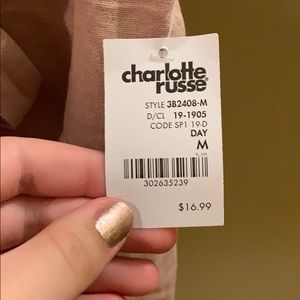 charlotte
russe
STYLE 3B2408-M
D/CL 19-1905
CODE SP1 19-D
DAY
M
302635239
$16.99